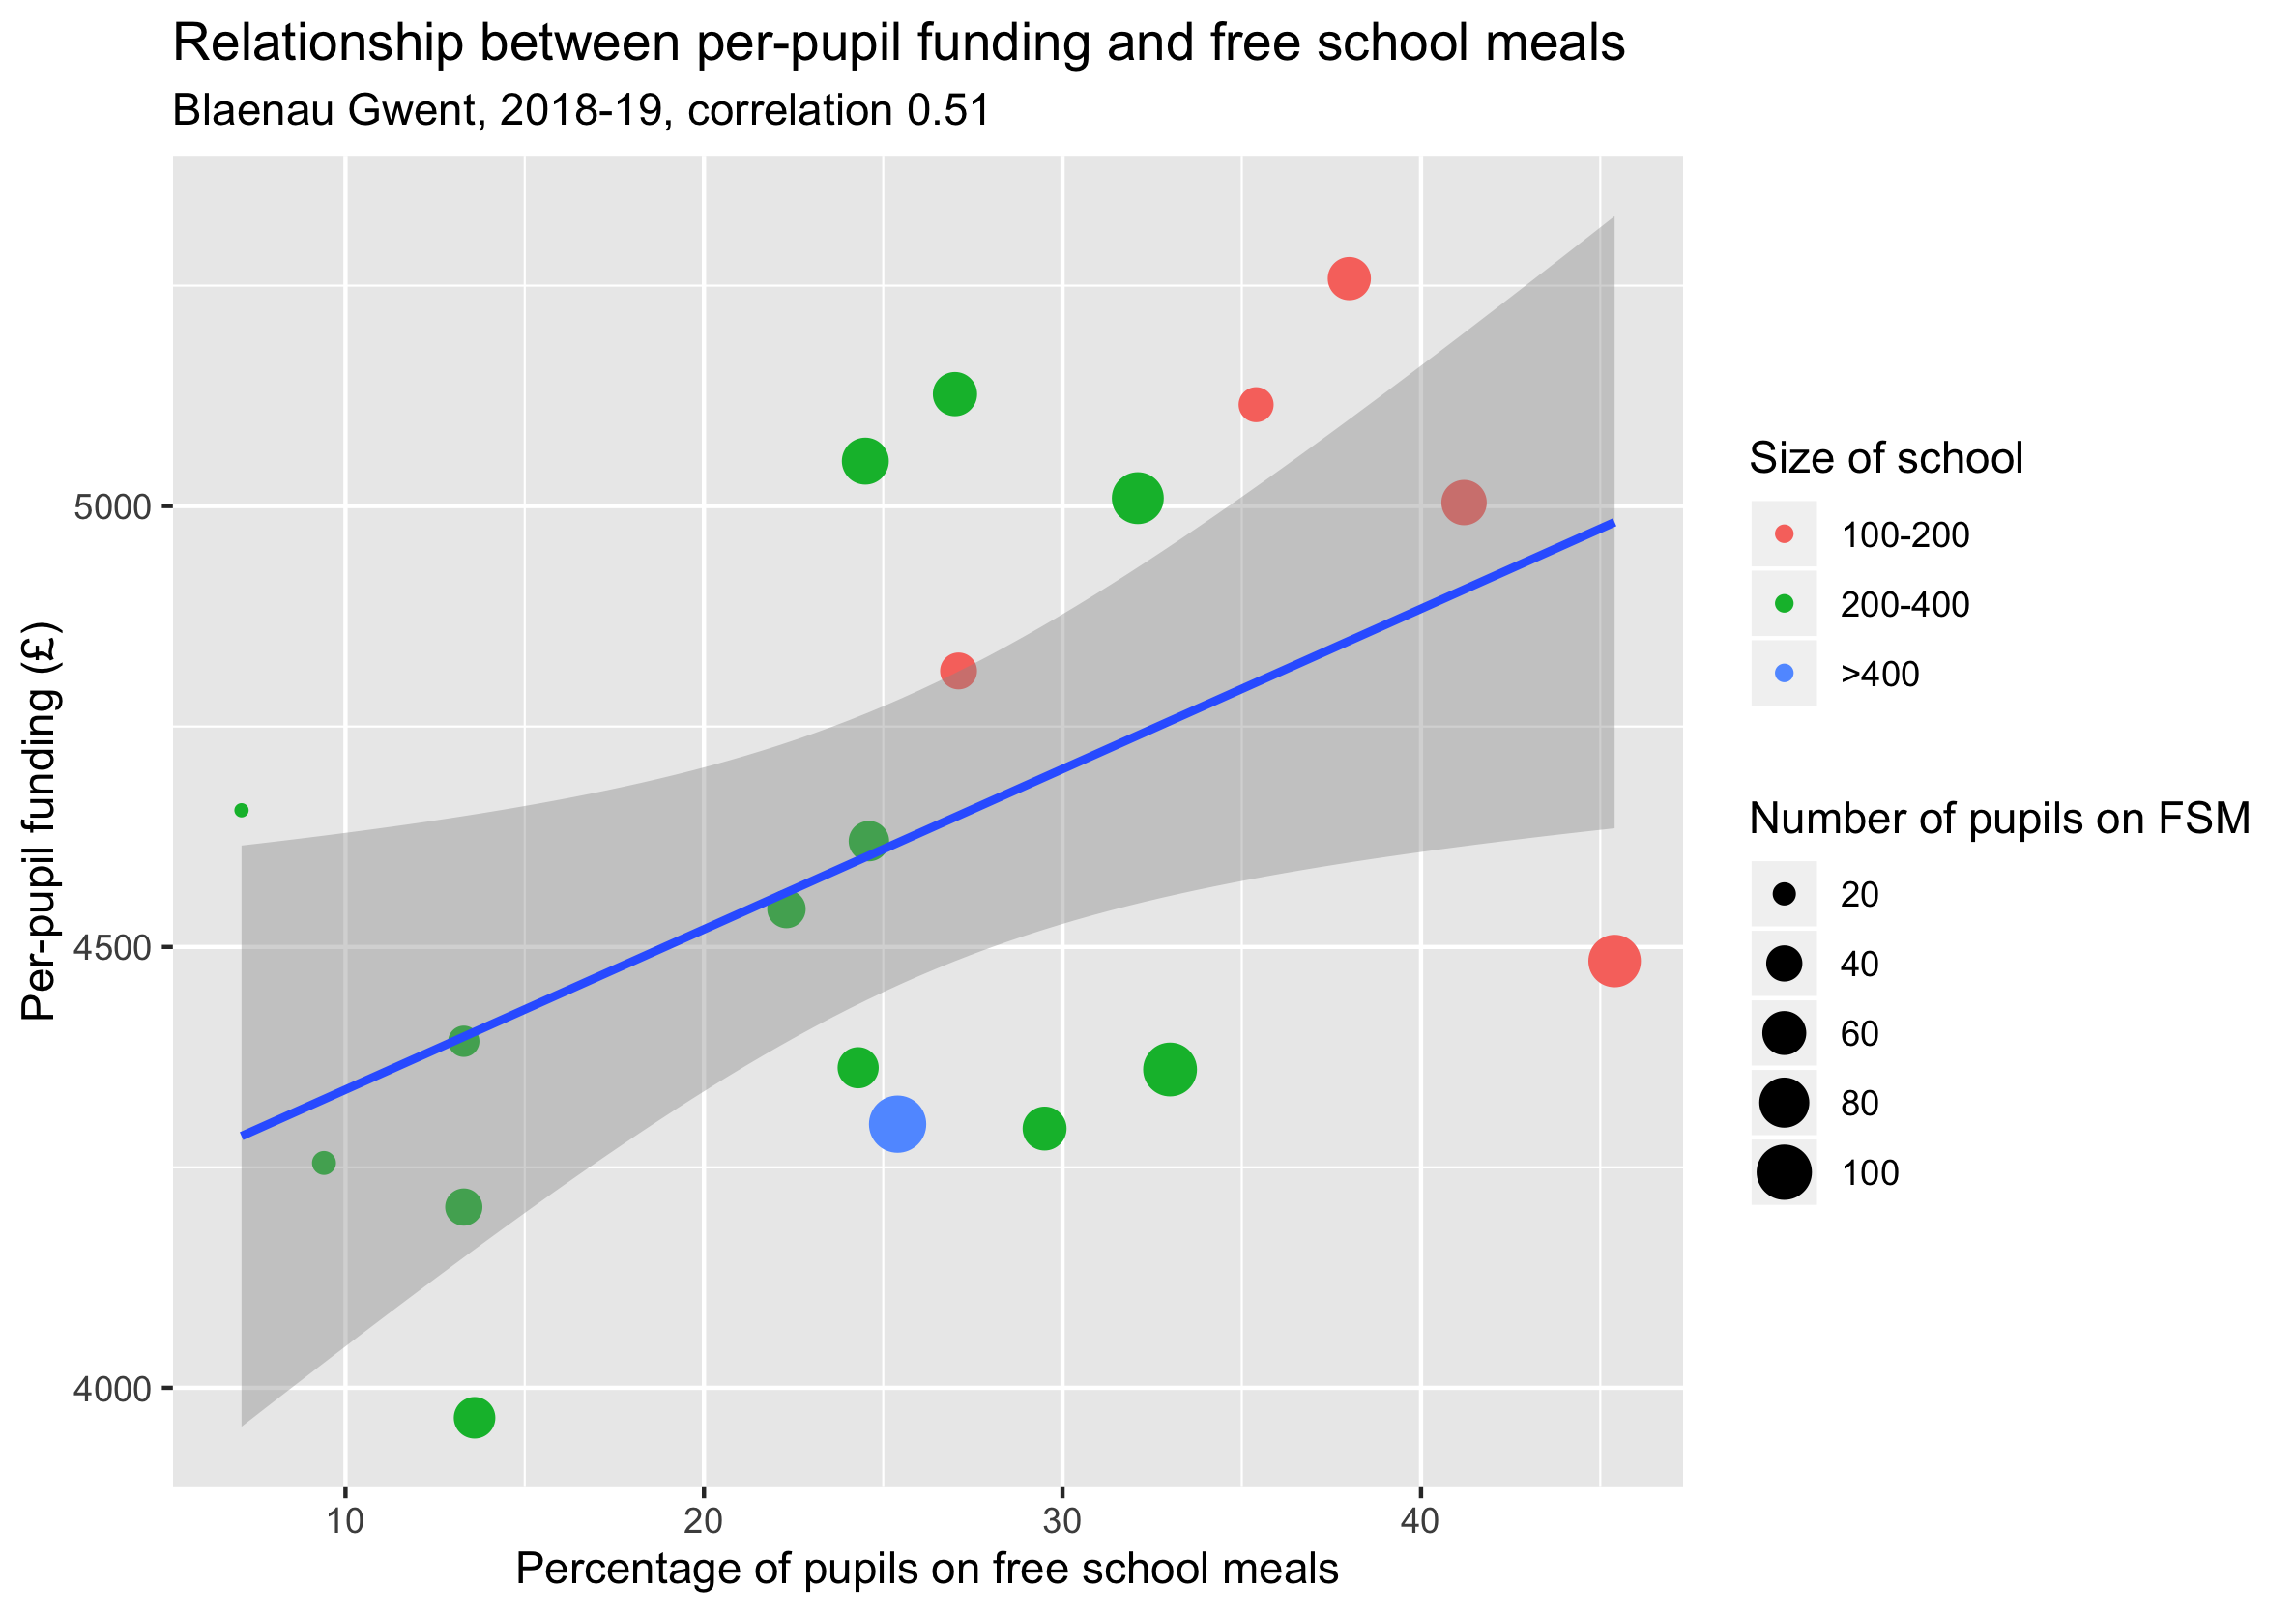 Relationship between per-pupil funding and free school meals
Blaenau Gwent, 2018-19, correlation 0.51
Per-pupil funding (£)
5000
4500
4000
10
20
30
40
Percentage of pupils on free school meals
Size of school
100-200
200-400
>400
Number of pupils on FSM
20
40
60
80
100